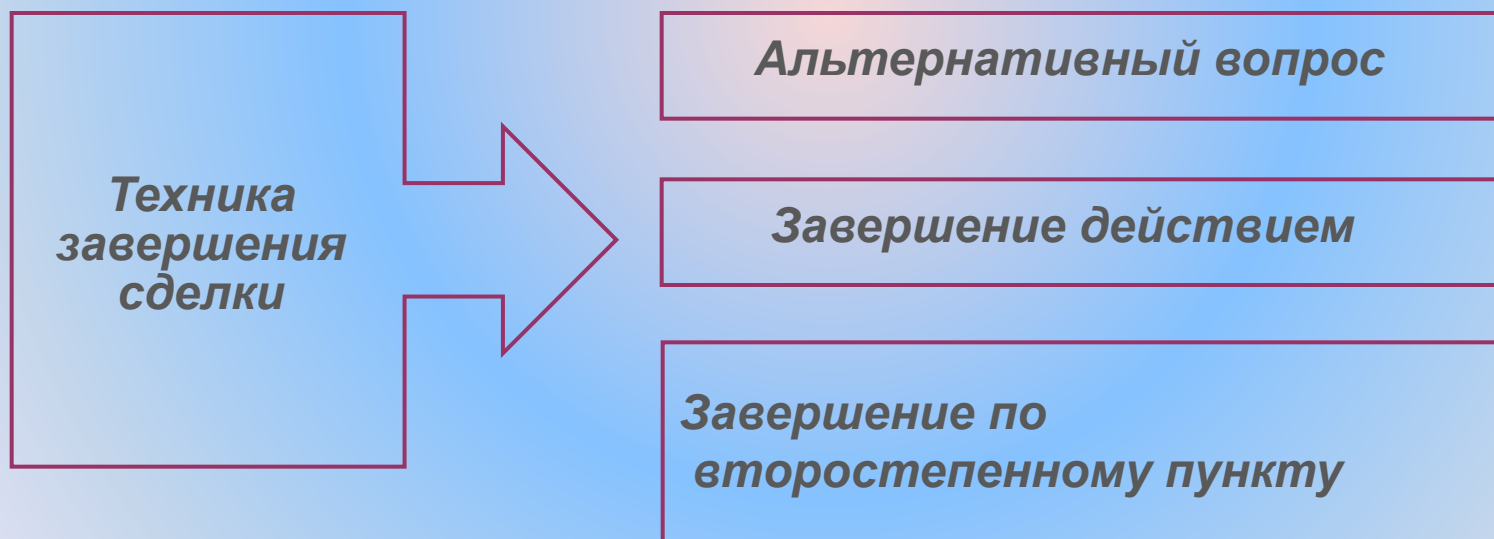 Техника
завершения
сделки
Альтернативный вопрос
Завершение действием
Завершение по
второстепенному пункту